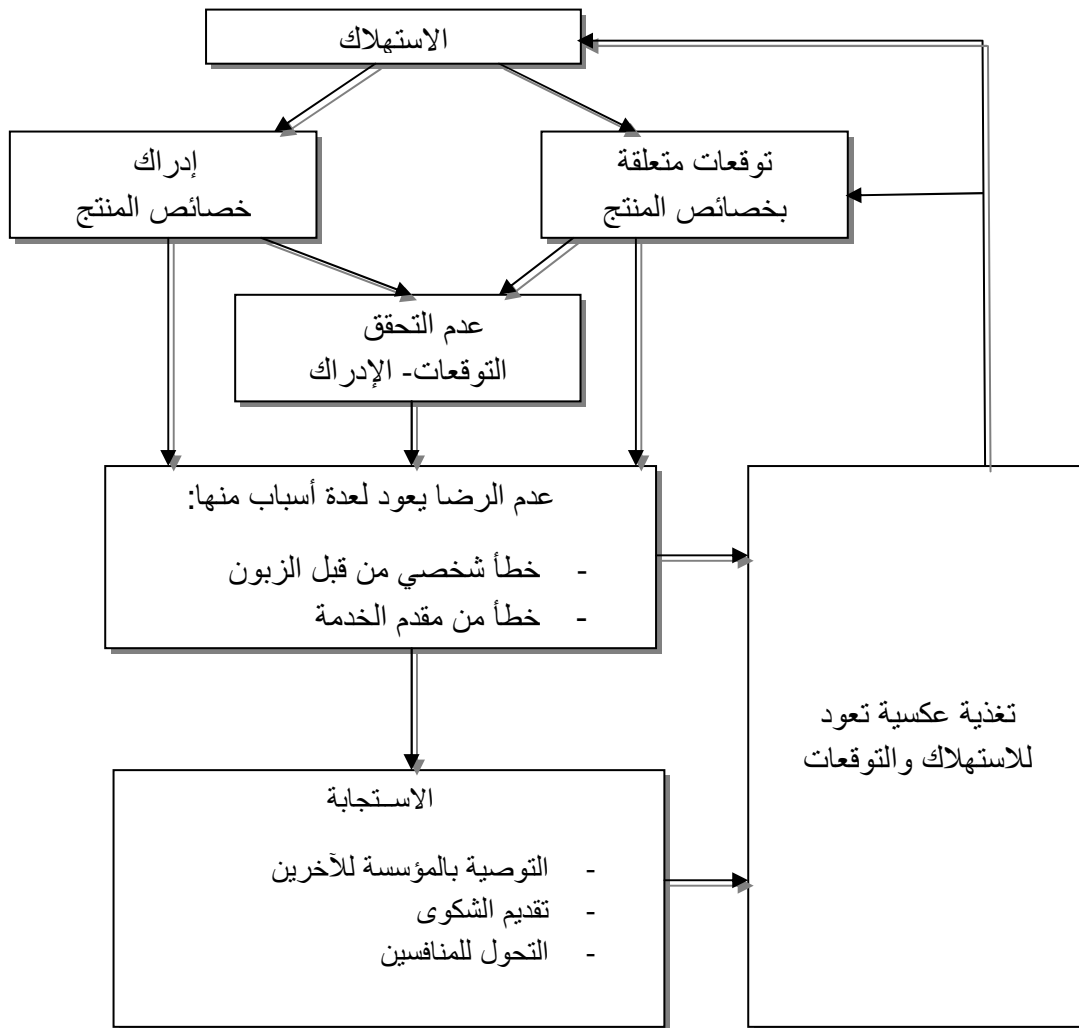 الاستهلاك
إدراك
خصائص المنتج
توقعات متعلقة
بخصائص المنتج
عدم التحقق
التوقعات- الإدراك
عدم الرضا يعود لعدة أسباب منها:
- خطأ شخصي من قبل الزبون
- خطأ من مقدم الخدمة
تغذية عكسية تعود
للاستهلاك والتوقعات
الاستجابة
- التوصية بالمؤسسة للآخرين
- تقديم الشكوى
- التحول للمنافسين